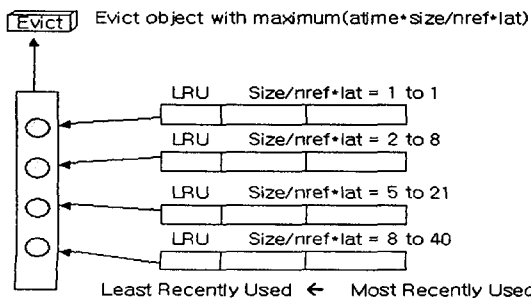 Evict Evict object with maximum(atime*size/nref*lat)
LRU Size/nref*lat = 1 to 1
LRU Size/nref*lat = 2 to 8
LRU Size/nref*lat = 5 to 21
LRU Size/nref*lat = 8 to 40
Least Recently Used ← Most Recently Used